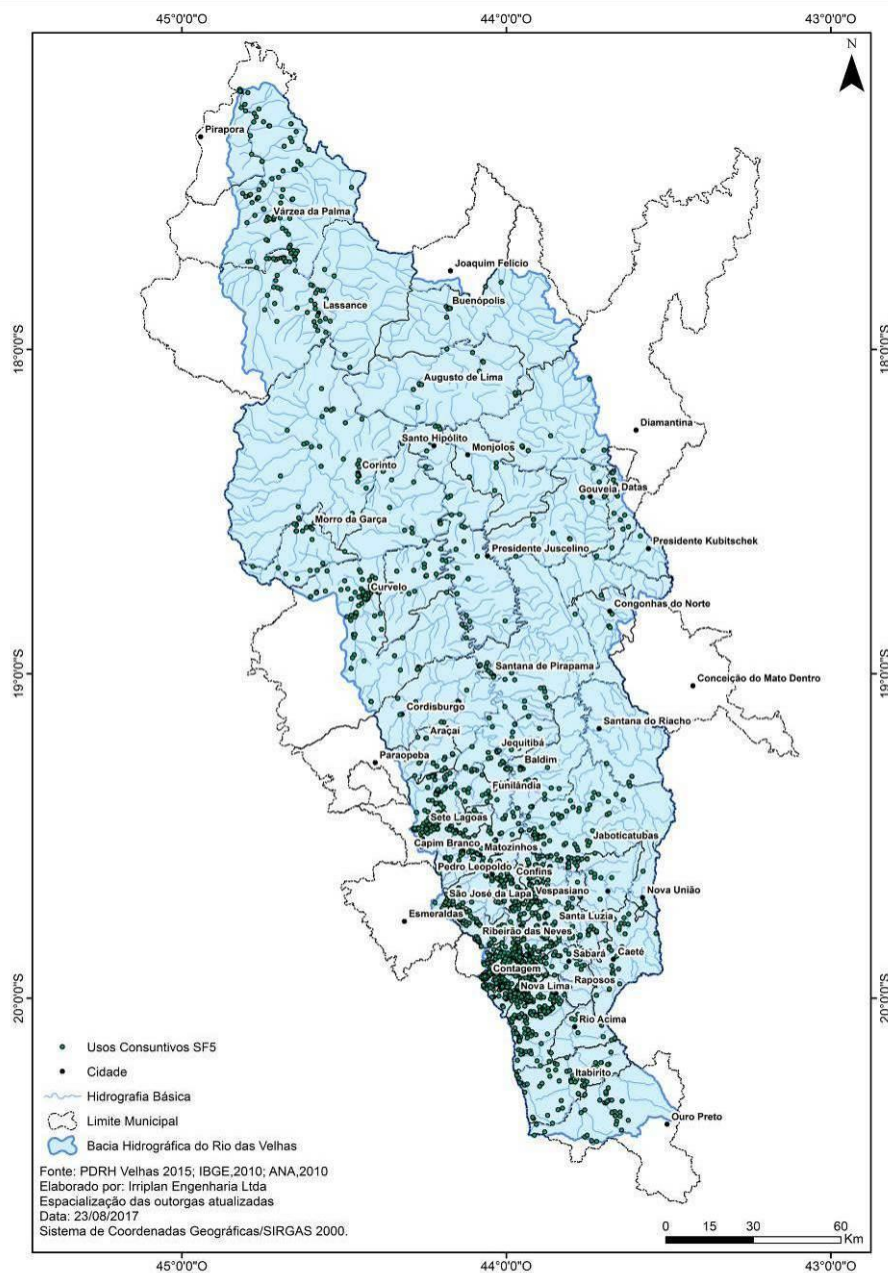 45°0'0"O 44°0'0"O 43°0'0"O
N
Pirapora
Várzea da Palma
Joaquim Felício
Buenópolis
Lassance
18°0'0"S 18°0'0"S
Augusto de Lima
Diamantina
Santo Hipólito
Monjolos
Corinto
Gouveia Datas
Morro da Garça
Presidente Juscelino
Presidente Kubitschek
Curvelo
Congonhas do Norte
19°0'0"S 19°0'0"S
Santana de Pirapama
Conceição do Mato Dentro
Cordisburgo
Santana do Riacho
Araçaí
Jequitibá
Paraopeba
Baldim
Funilândia
Sete Lagoas
Jaboticatubas
Capim Branco
Matozinhos
Pedro Leopoldo
Confins
São José da Lapa
Vespasiano
Nova União
Esmeraldas
Santa Luzia
Ribeirão das Neves
Sabará
Caeté
Contagem
Raposos
Nova Lima
20°0'0"S 20°0'0"S
Rio Acima
Itabirito
Ouro Preto
Usos Consuntivos SF5
Cidade
Hidrografia Básica
Limite Municipal
Bacia Hidrográfica do Rio das Velhas
Fonte: PDRH Velhas 2015; IBGE,2010; ANA,2010
Elaborado por: Irriplan Engenharia Ltda
Espacialização das outorgas atualizadas
Data: 23/08/2017
Sistema de Coordenadas Geográficas/SIRGAS 2000.
0 15 30 60
Km
45°0'0"O 44°0'0"O 43°0'0"O